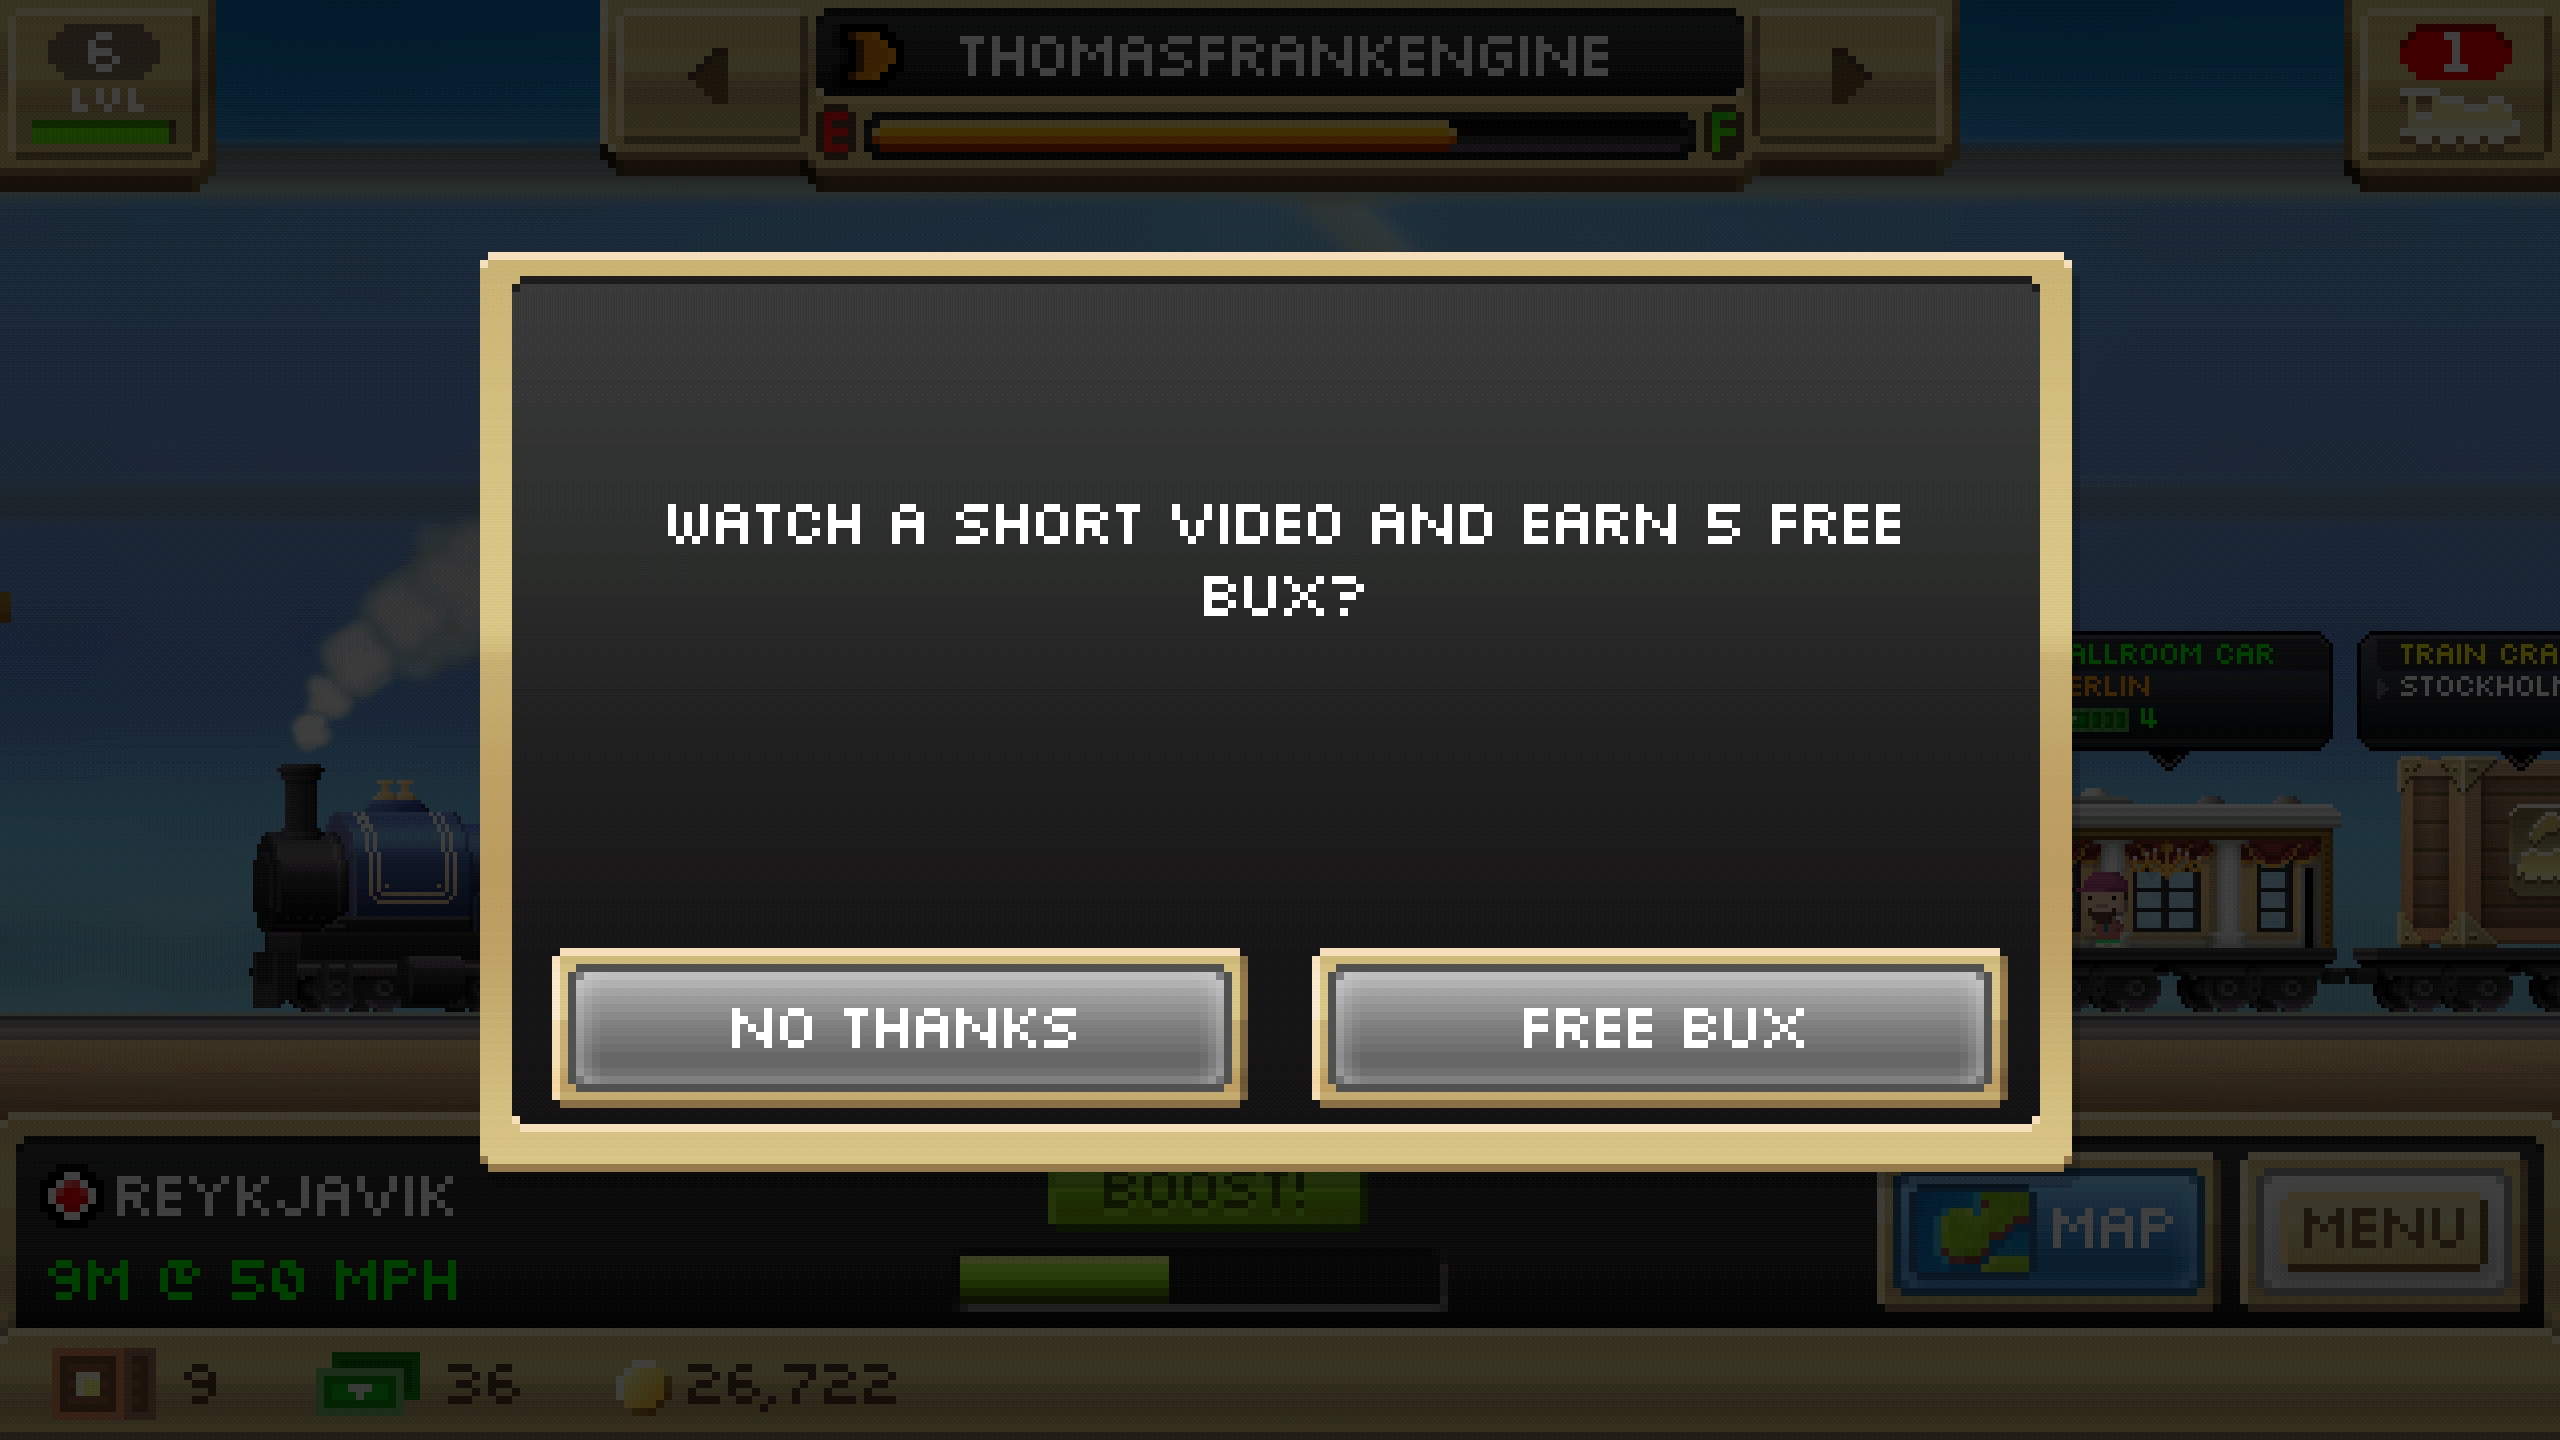 6
LVL
THOMASFRANKENGINE
E F
1
WATCH A SHORT VIDEO AND EARN 5 FREE
BUX?
ALLROOM CAR
ERLIN
4
TRAIN CRA
STOCKHOL
NO THANKS
FREE BUX
REYKJAVIK
9M @ 50 MPH
BOOST!
MAP
MENU
9
36
26,722